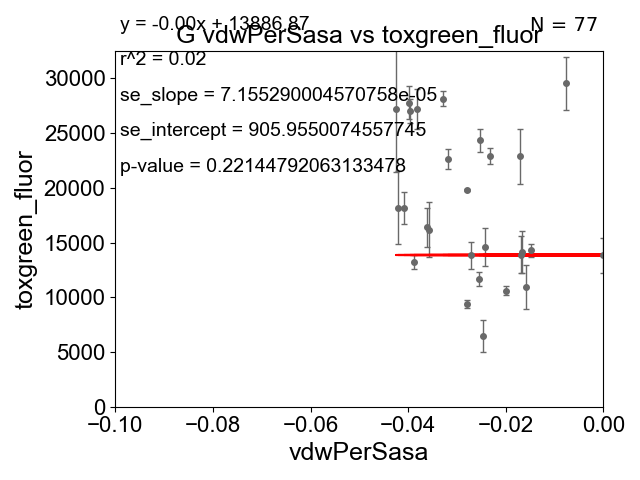 y = -0.00x + 13886.87
N = 77
G vdwPerSasa vs toxgreen_fluor
r^2 = 0.02
se_slope = 7.155290004570758e-05
se_intercept = 905.9550074557745
p-value = 0.22144792063133478
toxgreen_fluor
30000
25000
20000
15000
10000
5000
0
−0.10
−0.08
−0.06
−0.04
−0.02
0.00
vdwPerSasa